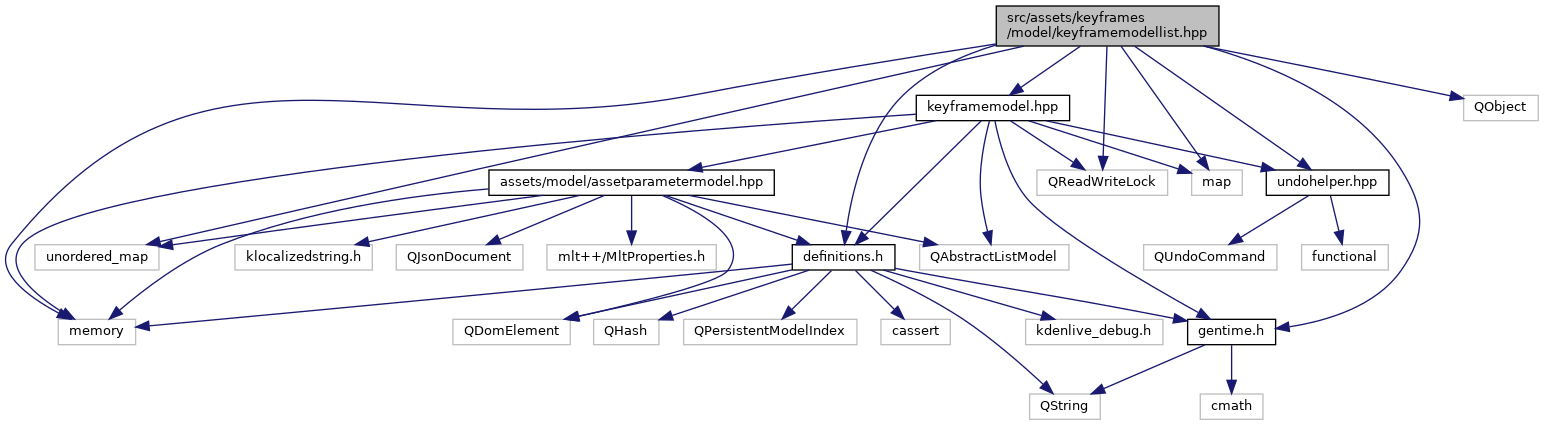 src/assets/keyframes
/model/keyframemodellist.hpp
keyframemodel.hpp
QObject
assets/model/assetparametermodel.hpp
QReadWriteLock
map
undohelper.hpp
unordered_map
klocalizedstring.h
QJsonDocument
mlt++/MltProperties.h
definitions.h
QAbstractListModel
QUndoCommand
functional
memory
QDomElement
QHash
QPersistentModelIndex
cassert
kdenlive_debug.h
gentime.h
QString
cmath